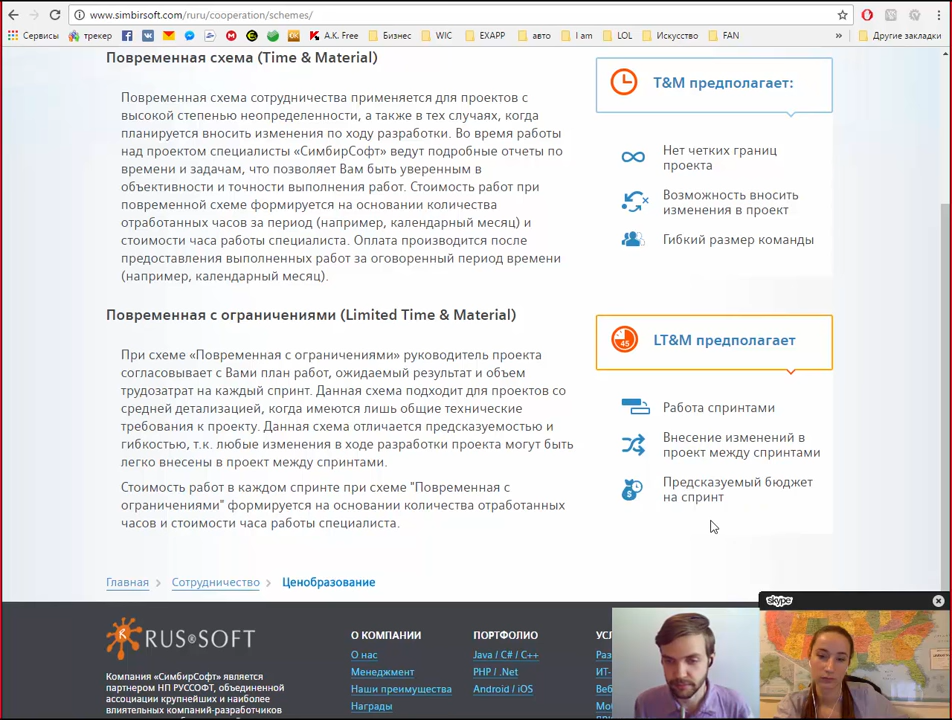 www.simbirsoft.com/ruru/cooperation/schemes/
Сервисы трекер A.K. Free Бизнес WIC EXAPP авто I am LOL Искусство FAN » Другие закладки
Повременная схема (Time & Material)
Повременная схема сотрудничества применяется для проектов с
высокой степенью неопределенности, а также в тех случаях, когда
планируется вносить изменения по ходу разработки. Во время работы
над проектом специалисты «СимбирСофт» ведут подробные отчеты по
времени и задачам, что позволяет Вам быть уверенным в
объективности и точности выполнения работ. Стоимость работ при
повременной схеме формируется на основании количества
отработанных часов за период (например, календарный месяц) и
стоимости часа работы специалиста. Оплата производится после
предоставления выполненных работ за оговоренный период времени
(например, календарный месяц).
T&M предполагает:
Нет четких границ
проекта
Возможность вносить
изменения в проект
Гибкий размер команды
Повременная с ограничениями (Limited Time & Material)
При схеме «Повременная с ограничениями» руководитель проекта
согласовывает с Вами план работ, ожидаемый результат и объем
трудозатрат на каждый спринт. Данная схема подходит для проектов со
средней детализацией, когда имеются лишь общие технические
требования к проекту. Данная схема отличается предсказуемостью и
гибкостью, т.к. любые изменения в ходе разработки проекта могут быть
легко внесены в проект между спринтами.
Стоимость работ в каждом спринте при схеме "Повременная с
ограничениями" формируется на основании количества отработанных
часов и стоимости часа работы специалиста.
45
LT&M предполагает
Работа спринтами
Внесение изменений в
проект между спринтами
Предсказуемый бюджет
на спринт
Главная > Сотрудничество > Ценобразование
skype
RUS®SOFT
Компания «СимбирСофт» является
партнером НП РУССОФТ, объединенной
ассоциации крупнейших и наиболее
влиятельных компаний-разработчиков
О КОМПАНИИ
О нас
Менеджмент
Наши преимущества
Награды
ПОРТФОЛИО
Java / C# / C++
PHP / .Net
Android / iOS